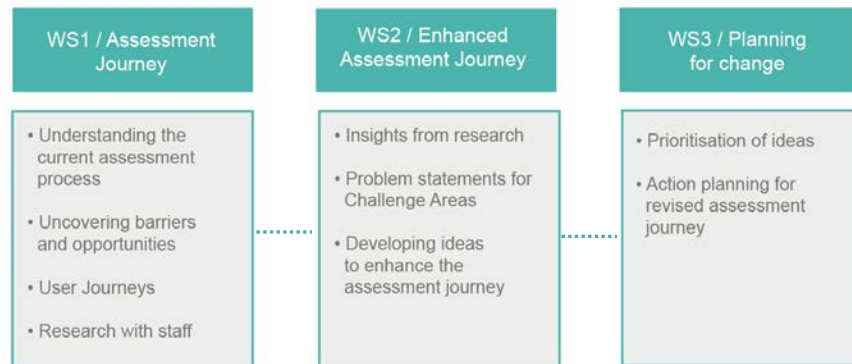 WS1 / Assessment
Journey
• Understanding the
current assessment
process
• Uncovering barriers
and opportunities
• User Journeys
• Research with staff
WS2 / Enhanced
Assessment Journey
• Insights from research
• Problem statements for
Challenge Areas
• Developing ideas
to enhance the
assessment journey
WS3 / Planning
for change
• Prioritisation of ideas
• Action planning for
revised assessment
journey